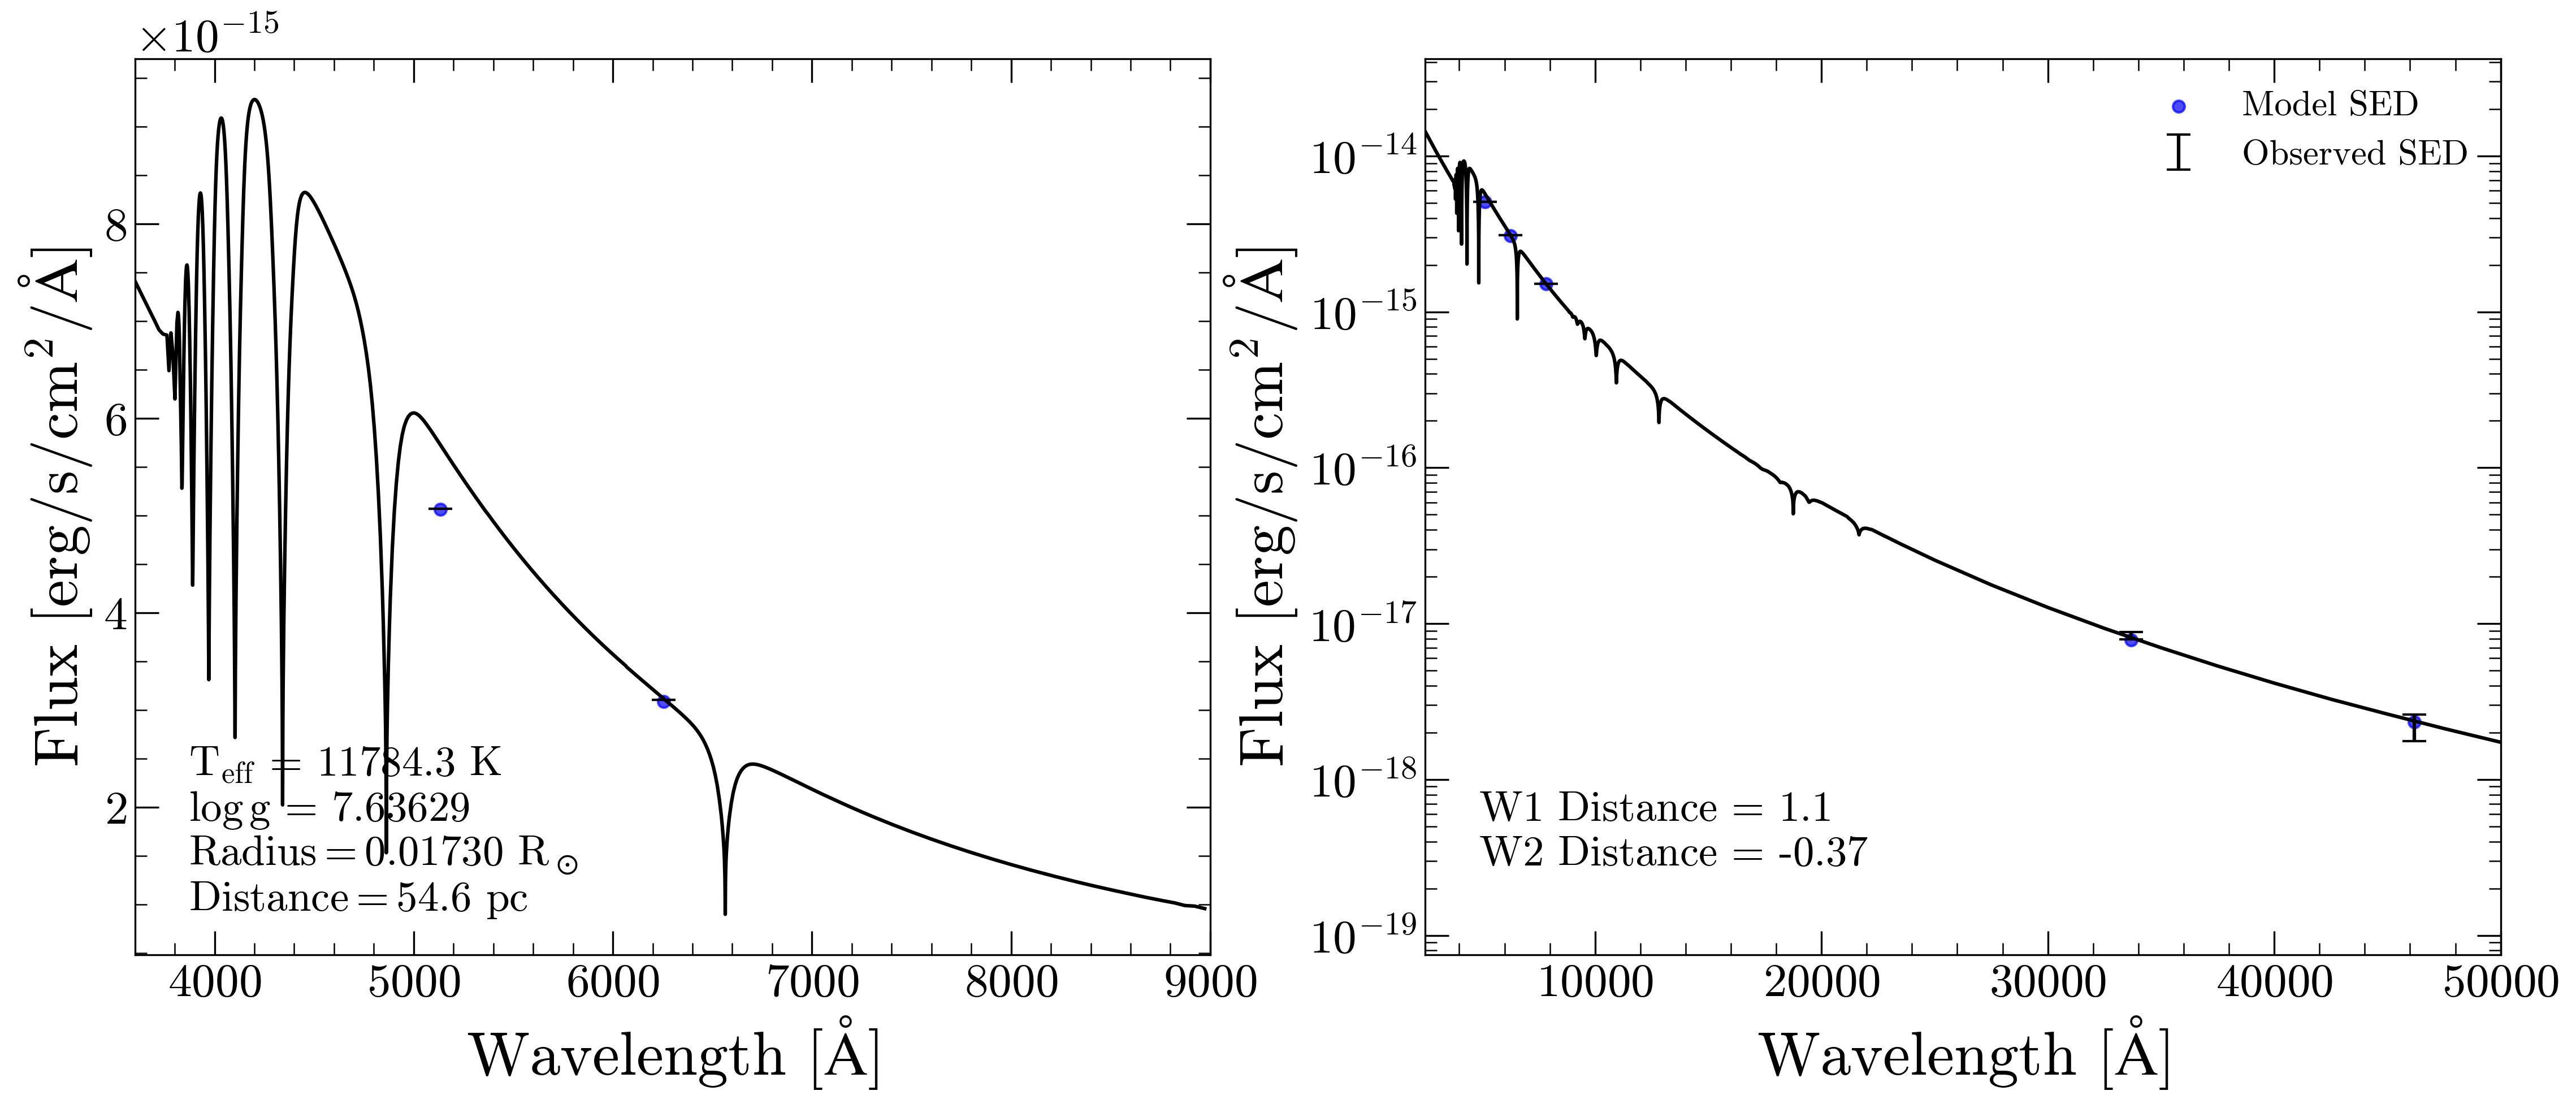 ×10⁻¹⁵
8
6
4
2
4000 5000 6000 7000 8000 9000
Flux [erg/s/cm²/Å]
Wavelength [Å]
T_eff = 11784.3 K
log g = 7.63629
Radius = 0.01730 R_⊙
Distance = 54.6 pc
Model SED
Observed SED
10⁻¹⁴
10⁻¹⁵
10⁻¹⁶
10⁻¹⁷
10⁻¹⁸
10⁻¹⁹
10000 20000 30000 40000 50000
Flux [erg/s/cm²/Å]
Wavelength [Å]
W1 Distance = 1.1
W2 Distance = -0.37